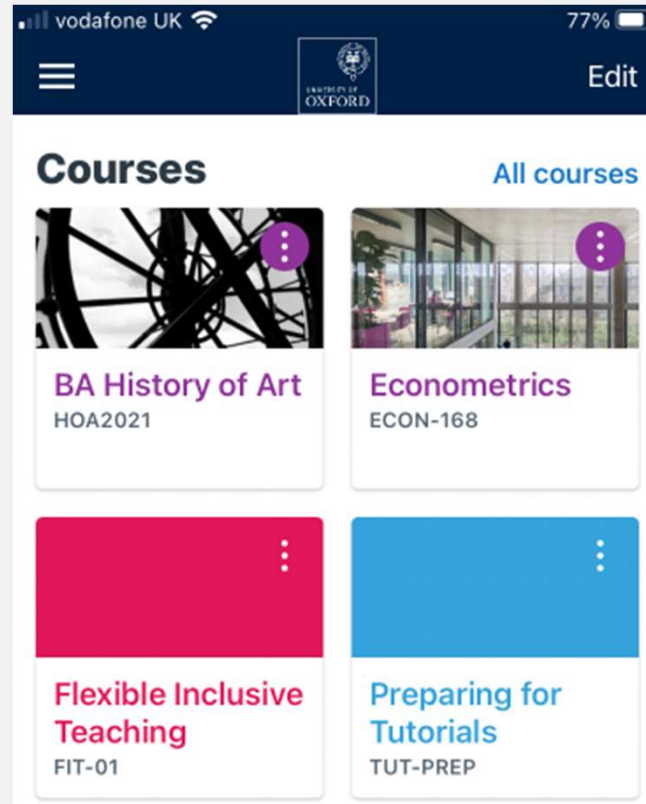 vodafone UK 77%
UNIVERSITY OF
OXFORD
Edit
Courses
All courses
BA History of Art
HOA2021
Econometrics
ECON-168
Flexible Inclusive
Teaching
FIT-01
Preparing for
Tutorials
TUT-PREP